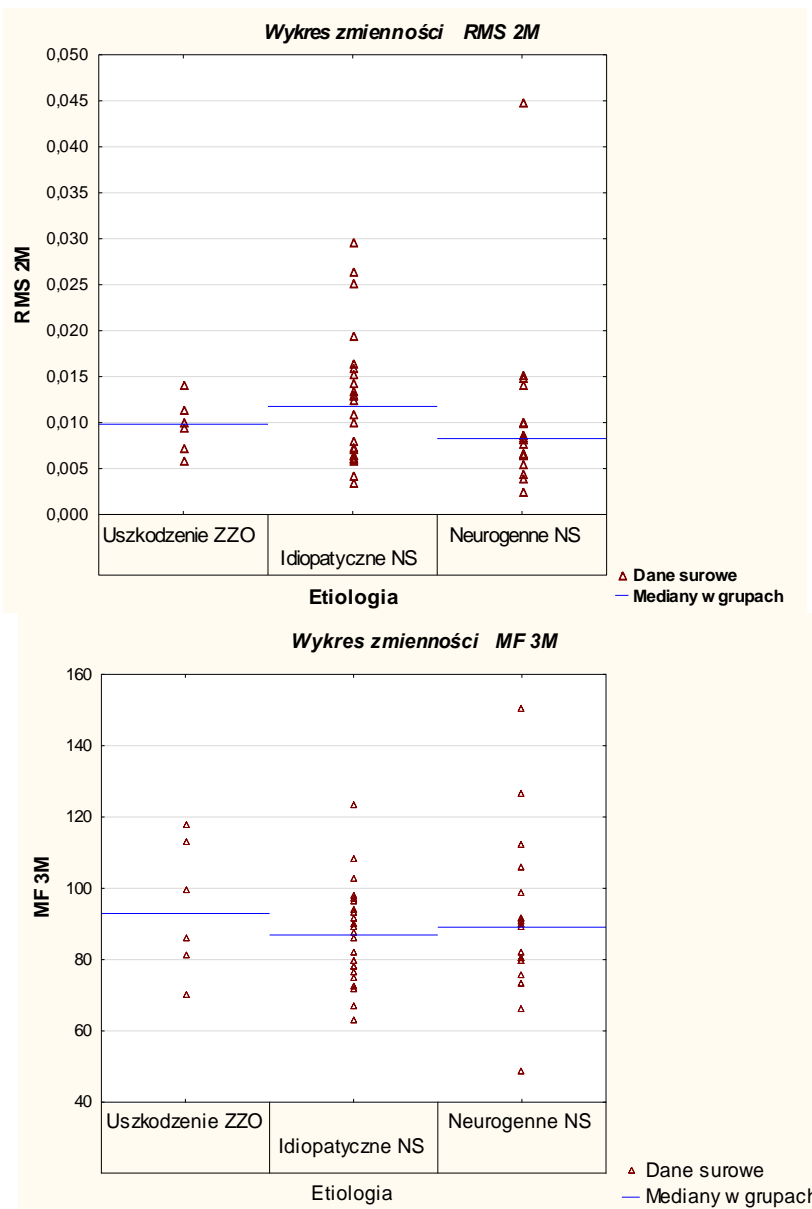 Wykres zmienności RMS 2M
0,050
0,045
0,040
0,035
0,030
0,025
0,020
0,015
0,010
0,005
0,000
RMS 2M
Uszkodzenie ZZO
Idiopatyczne NS
Neurogenne NS
Etiologia
Dane surowe
Mediany w grupach
Wykres zmienności MF 3M
160
140
120
100
80
60
40
MF 3M
Uszkodzenie ZZO
Idiopatyczne NS
Neurogenne NS
Etiologia
Dane surowe
Mediany w grupach